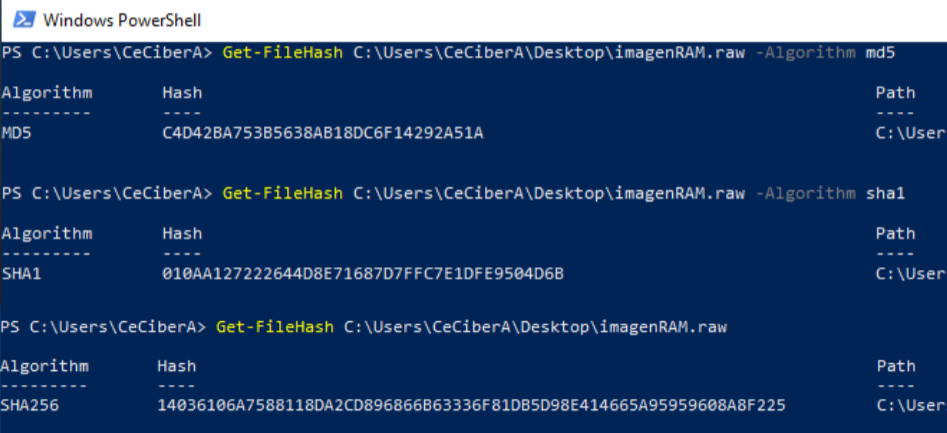 Windows PowerShell
PS C:\Users\CeCiberA> Get-FileHash C:\Users\CeCiberA\Desktop\imagenRAM.raw -Algorithm md5
Algorithm Hash Path
--------- ---- ----
MD5 C4D42BA753B5638AB18DC6F14292A51A C:\User
PS C:\Users\CeCiberA> Get-FileHash C:\Users\CeCiberA\Desktop\imagenRAM.raw -Algorithm sha1
Algorithm Hash Path
--------- ---- ----
SHA1 010AA127222644D8E71687D7FFC7E1DFE9504D6B C:\User
PS C:\Users\CeCiberA> Get-FileHash C:\Users\CeCiberA\Desktop\imagenRAM.raw
Algorithm Hash Path
--------- ---- ----
SHA256 14036106A7588118DA2CD896866B63336F81DB5D98E414665A95959608A8F225 C:\User